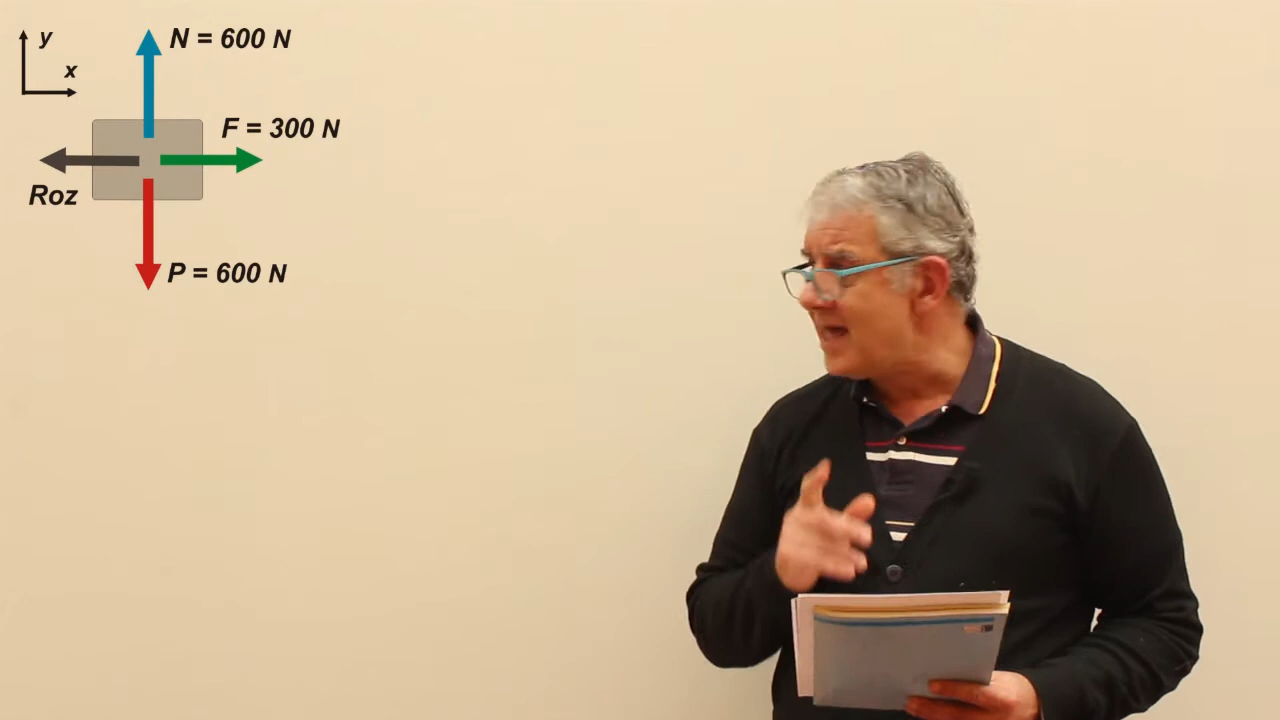 y
N = 600 N
x
F = 300 N
Roz
P = 600 N